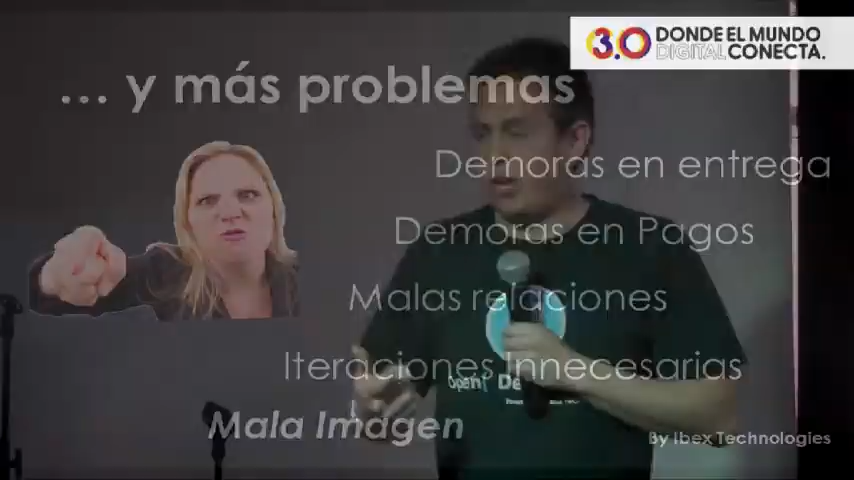 3.0 DONDE EL MUNDO
DIGITAL CONECTA.
... y más problemas
Demoras en entrega
Demoras en Pagos
Malas relaciones
Iteraciones Innecesarias
Mala Imagen
By Ibex Technologies
Open